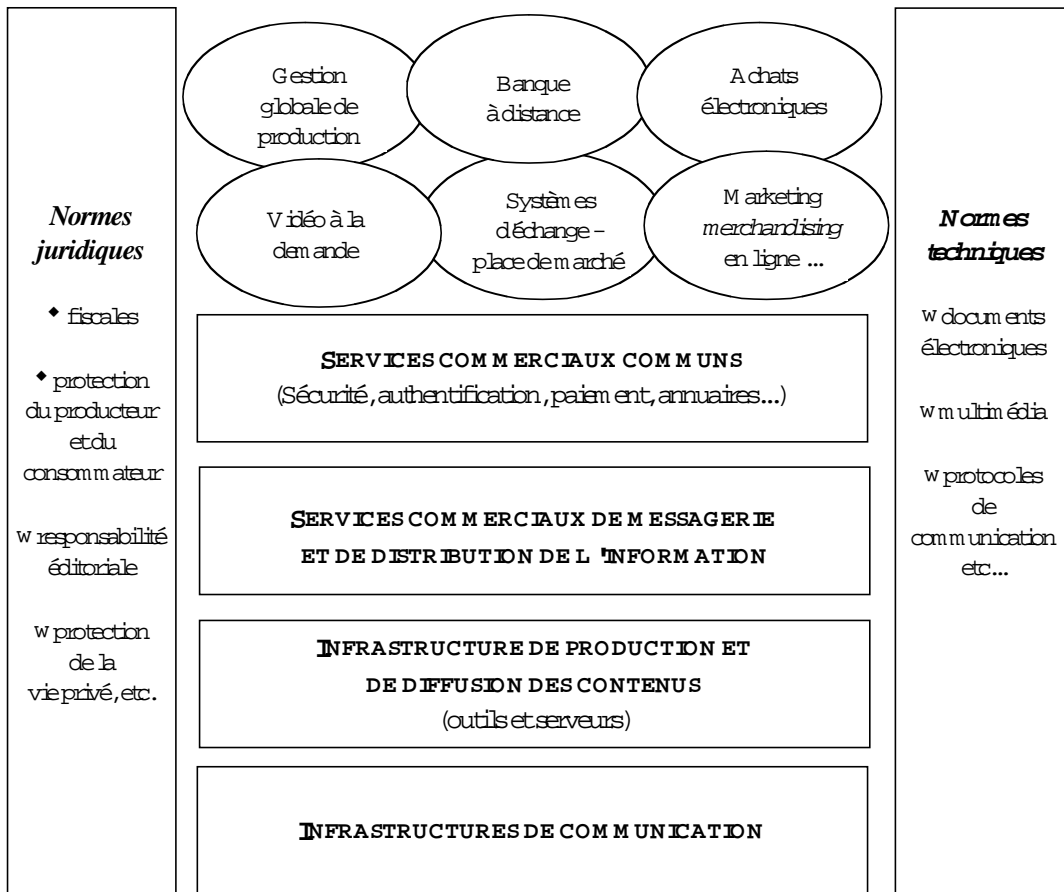 Normes
juridiques
◆ fiscales
◆ protection
du producteur
et du
consommateur
w responsabilité
éditoriale
w protection
de la
vie privé, etc.
Gestion
globale de
production
Banque
à distance
Achats
électroniques
Vidéo à la
demande
Systèmes
d'échange –
place de marché
Marketing
merchandising
en ligne ...
SERVICES COMMERCIAUX COMMUNS
(Sécurité, authentification, paiement, annuaires...)
SERVICES COMMERCIAUX DE MESSAGERIE
ET DE DISTRIBUTION DE L'INFORMATION
INFRASTRUCTURE DE PRODUCTION ET
DE DIFFUSION DES CONTENUS
(outils et serveurs)
INFRASTRUCTURES DE COMMUNICATION
Normes
techniques
w documents
électroniques
w multimédia
w protocoles
de
communication
etc...